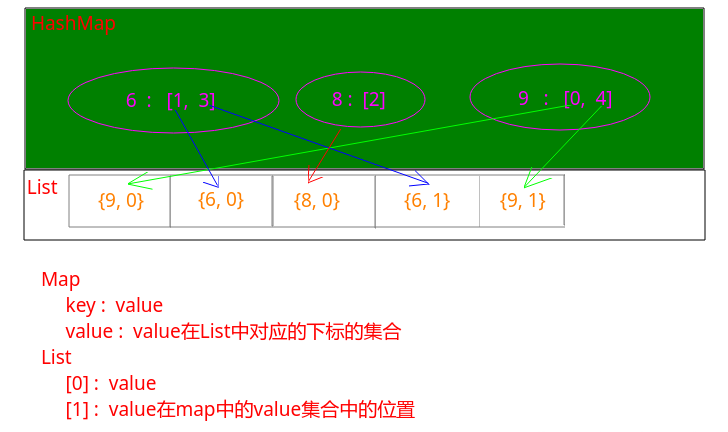 HashMap
6 : [1, 3]
8 : [2]
9 : [0, 4]
List
{9, 0}
{6, 0}
{8, 0}
{6, 1}
{9, 1}
Map
key : value
value : value在List中对应的下标的集合
List
[0] : value
[1] : value在map中的value集合中的位置